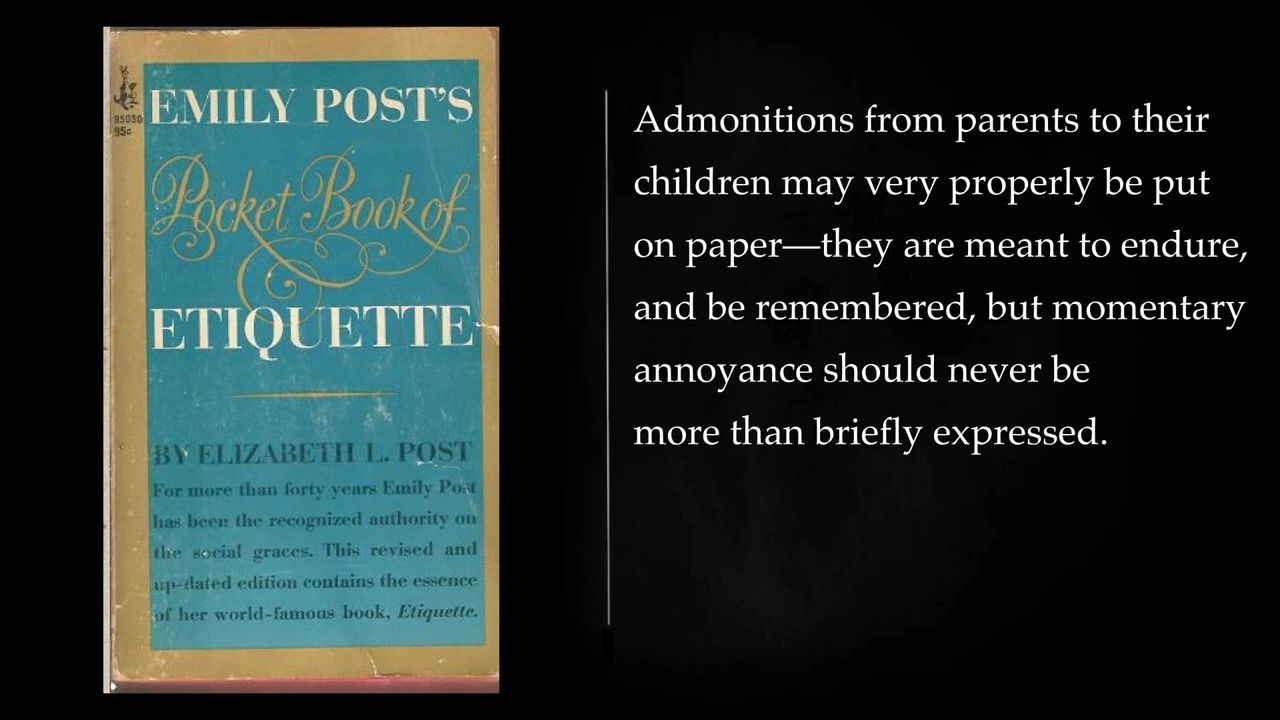 EMILY POST'S
Pocket Book of
ETIQUETTE
95050
95c
BY ELIZABETH L. POST
For more than forty years Emily Post
has been the recognized authority on
the social graces. This revised and
up-dated edition contains the essence
of her world-famous book, Etiquette.
Admonitions from parents to their
children may very properly be put
on paper—they are meant to endure,
and be remembered, but momentary
annoyance should never be
more than briefly expressed.